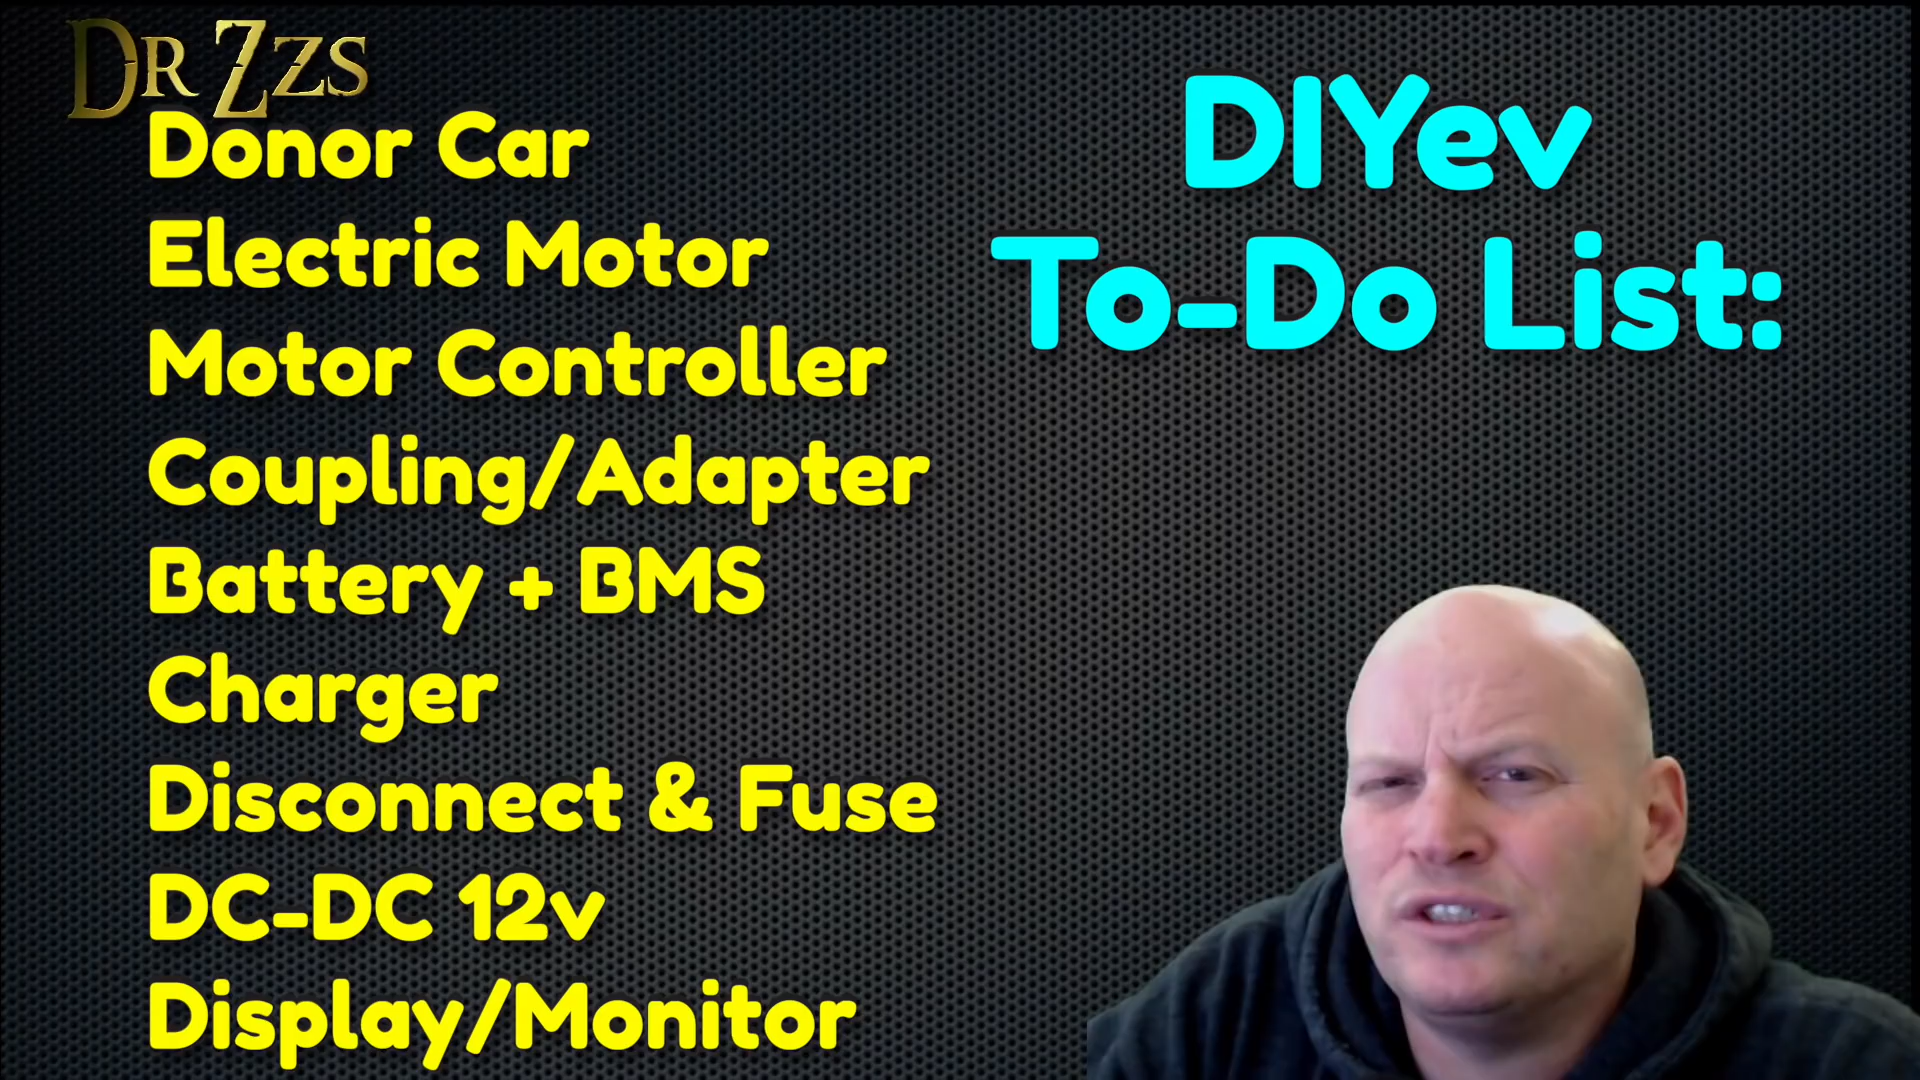 Dr Zzs
Donor Car
Electric Motor
Motor Controller
Coupling/Adapter
Battery + BMS
Charger
Disconnect & Fuse
DC-DC 12v
Display/Monitor
DIYev
To-Do List: